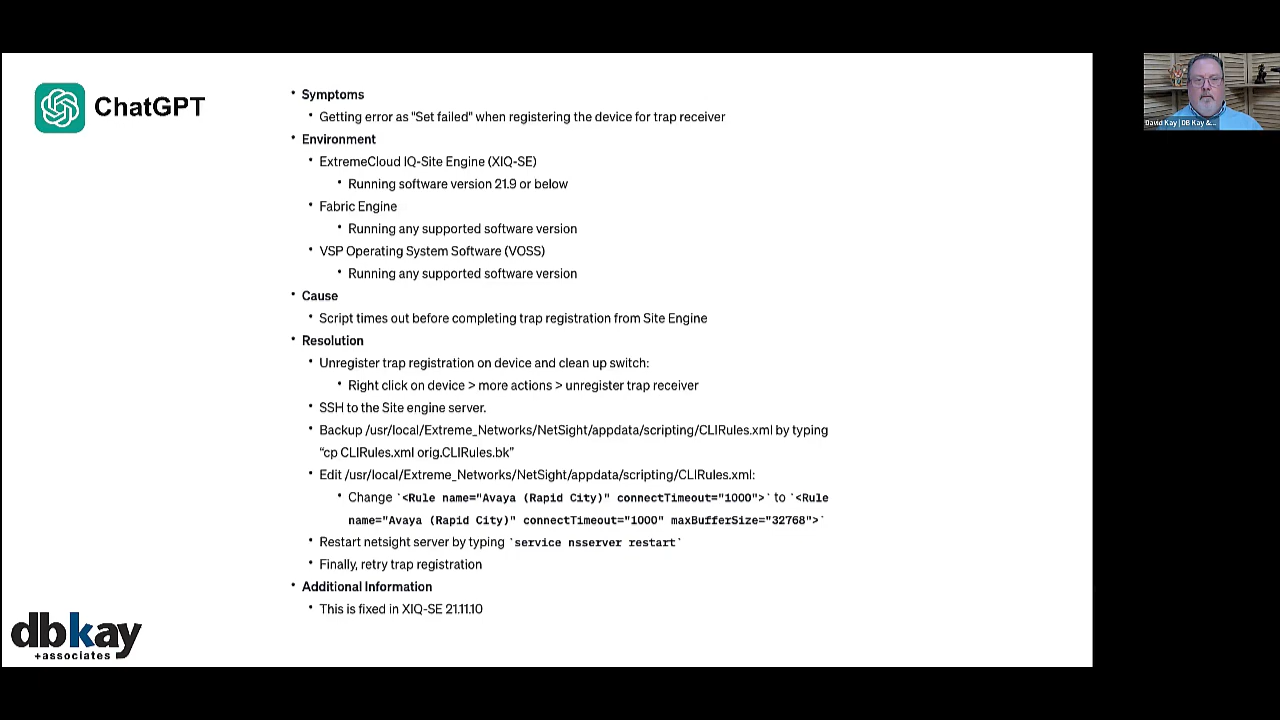 ChatGPT
• Symptoms
• Getting error as "Set failed" when registering the device for trap receiver
• Environment
• ExtremeCloud IQ-Site Engine (XIQ-SE)
• Running software version 21.9 or below
• Fabric Engine
• Running any supported software version
• VSP Operating System Software (VOSS)
• Running any supported software version
• Cause
• Script times out before completing trap registration from Site Engine
• Resolution
• Unregister trap registration on device and clean up switch:
• Right click on device > more actions > unregister trap receiver
• SSH to the Site engine server.
• Backup /usr/local/Extreme_Networks/NetSight/appdata/scripting/CLIRules.xml by typing
“cp CLIRules.xml orig.CLIRules.bk”
• Edit /usr/local/Extreme_Networks/NetSight/appdata/scripting/CLIRules.xml:
• Change `<Rule name="Avaya (Rapid City)" connectTimeout="1000">` to `<Rule
name="Avaya (Rapid City)" connectTimeout="1000" maxBufferSize="32768">`
• Restart netsight server by typing `service nsserver restart`
• Finally, retry trap registration
• Additional Information
• This is fixed in XIQ-SE 21.11.10
dbkay
+associates
David Kay | DB Kay &...